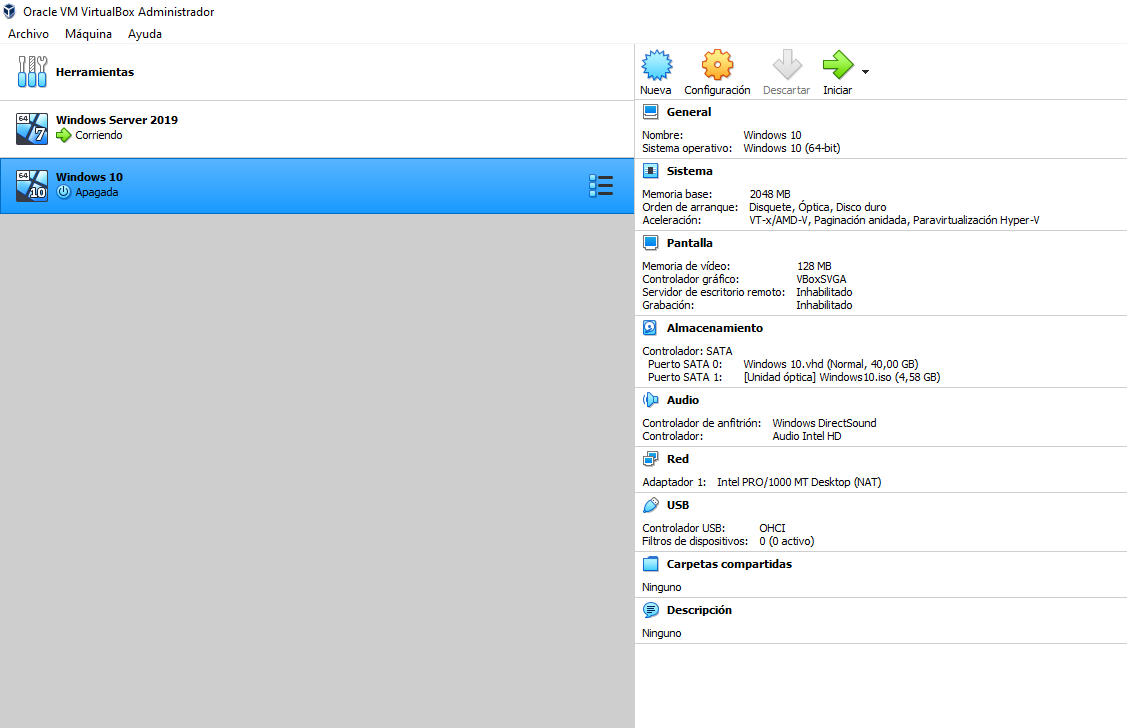 Oracle VM VirtualBox Administrador
Archivo Máquina Ayuda
Herramientas
64
7
Windows Server 2019
Corriendo
64
10
Windows 10
Apagada
Nueva Configuración Descartar Iniciar
General
Nombre: Windows 10
Sistema operativo: Windows 10 (64-bit)
Sistema
Memoria base: 2048 MB
Orden de arranque: Disquete, Óptica, Disco duro
Aceleración: VT-x/AMD-V, Paginación anidada, Paravirtualización Hyper-V
Pantalla
Memoria de vídeo: 128 MB
Controlador gráfico: VBoxSVGA
Servidor de escritorio remoto: Inhabilitado
Grabación: Inhabilitado
Almacenamiento
Controlador: SATA
Puerto SATA 0: Windows 10.vhd (Normal, 40,00 GB)
Puerto SATA 1: [Unidad óptica] Windows10.iso (4,58 GB)
Audio
Controlador de anfitrión: Windows DirectSound
Controlador: Audio Intel HD
Red
Adaptador 1: Intel PRO/1000 MT Desktop (NAT)
USB
Controlador USB: OHCI
Filtros de dispositivos: 0 (0 activo)
Carpetas compartidas
Ninguno
Descripción
Ninguno